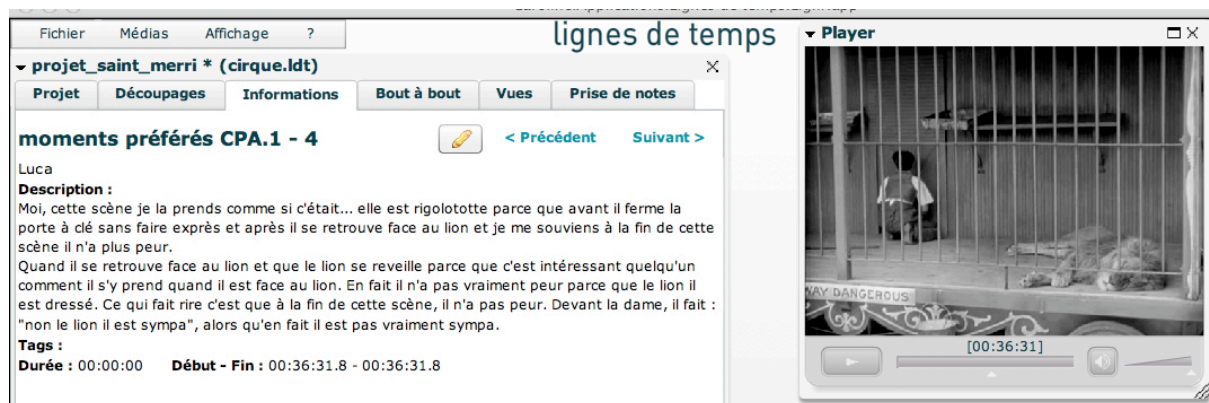 Fichier Médias Affichage ?
lignes de temps
projet_saint_merri * (cirque.ldt)
Projet Découpages Informations Bout à bout Vues Prise de notes
moments préférés CPA.1 - 4
< Précédent Suivant >
Luca
Description :
Moi, cette scène je la prends comme si c'était... elle est rigolototte parce que avant il ferme la
porte à clé sans faire exprès et après il se retrouve face au lion et je me souviens à la fin de cette
scène il n'a plus peur.
Quand il se retrouve face au lion et que le lion se reveille parce que c'est intéressant quelqu'un
comment il s'y prend quand il est face au lion. En fait il n'a pas vraiment peur parce que le lion il
est dressé. Ce qui fait rire c'est que à la fin de cette scène, il n'a pas peur. Devant la dame, il fait :
"non le lion il est sympa", alors qu'en fait il est pas vraiment sympa.
Tags :
Durée : 00:00:00 Début - Fin : 00:36:31.8 - 00:36:31.8
Player
WAY DANGEROUS
[00:36:31]